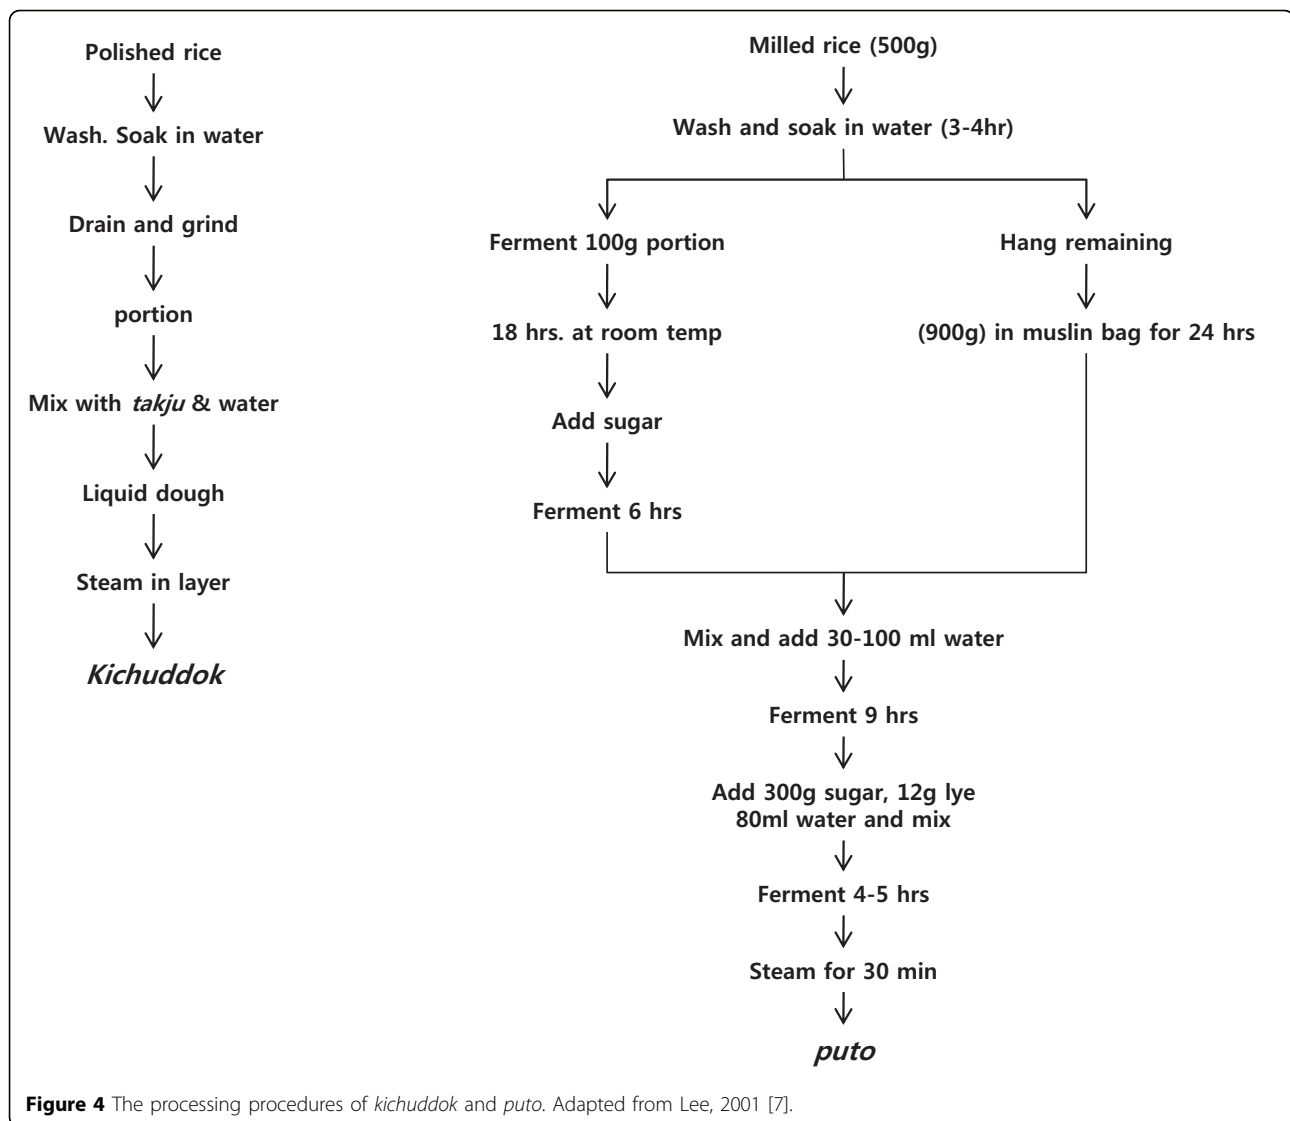 Polished rice
Wash. Soak in water
Drain and grind
portion
Mix with takju & water
Liquid dough
Steam in layer
Kichuddok
Milled rice (500g)
Wash and soak in water (3-4hr)
Ferment 100g portion
18 hrs. at room temp
Add sugar
Ferment 6 hrs
Hang remaining
(900g) in muslin bag for 24 hrs
Mix and add 30-100 ml water
Ferment 9 hrs
Add 300g sugar, 12g lye
80ml water and mix
Ferment 4-5 hrs
Steam for 30 min
puto
Figure 4 The processing procedures of kichuddok and puto. Adapted from Lee, 2001 [7].